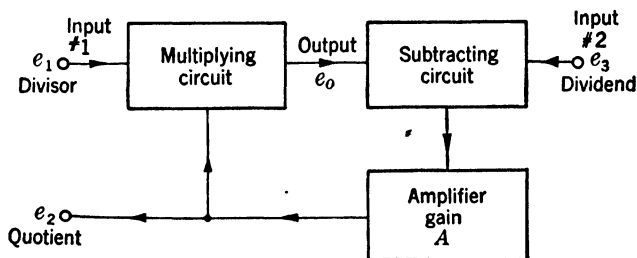 Input
#1
e1
Divisor
Multiplying
circuit
Output
eo
Subtracting
circuit
Input
#2
e3
Dividend
Amplifier
gain
A
e2
Quotient